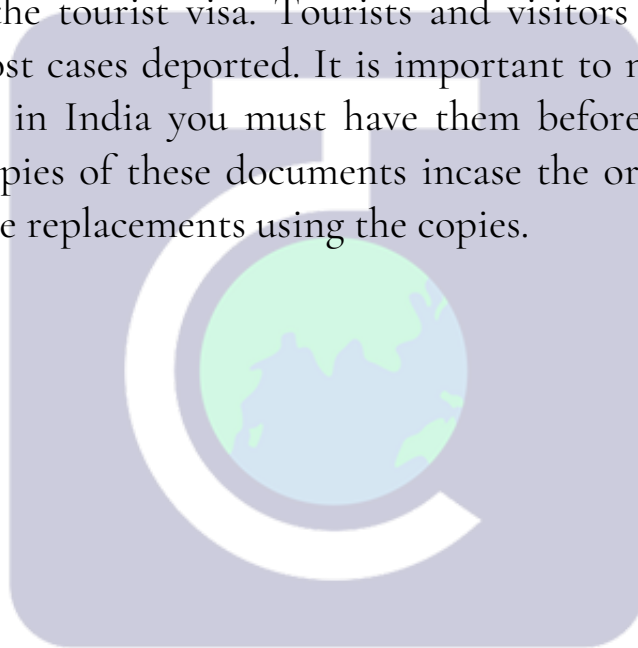 the tourist visa. Tourists and visitors
ost cases deported. It is important to
in India you must have them before
pies of these documents incase the or
e replacements using the copies.